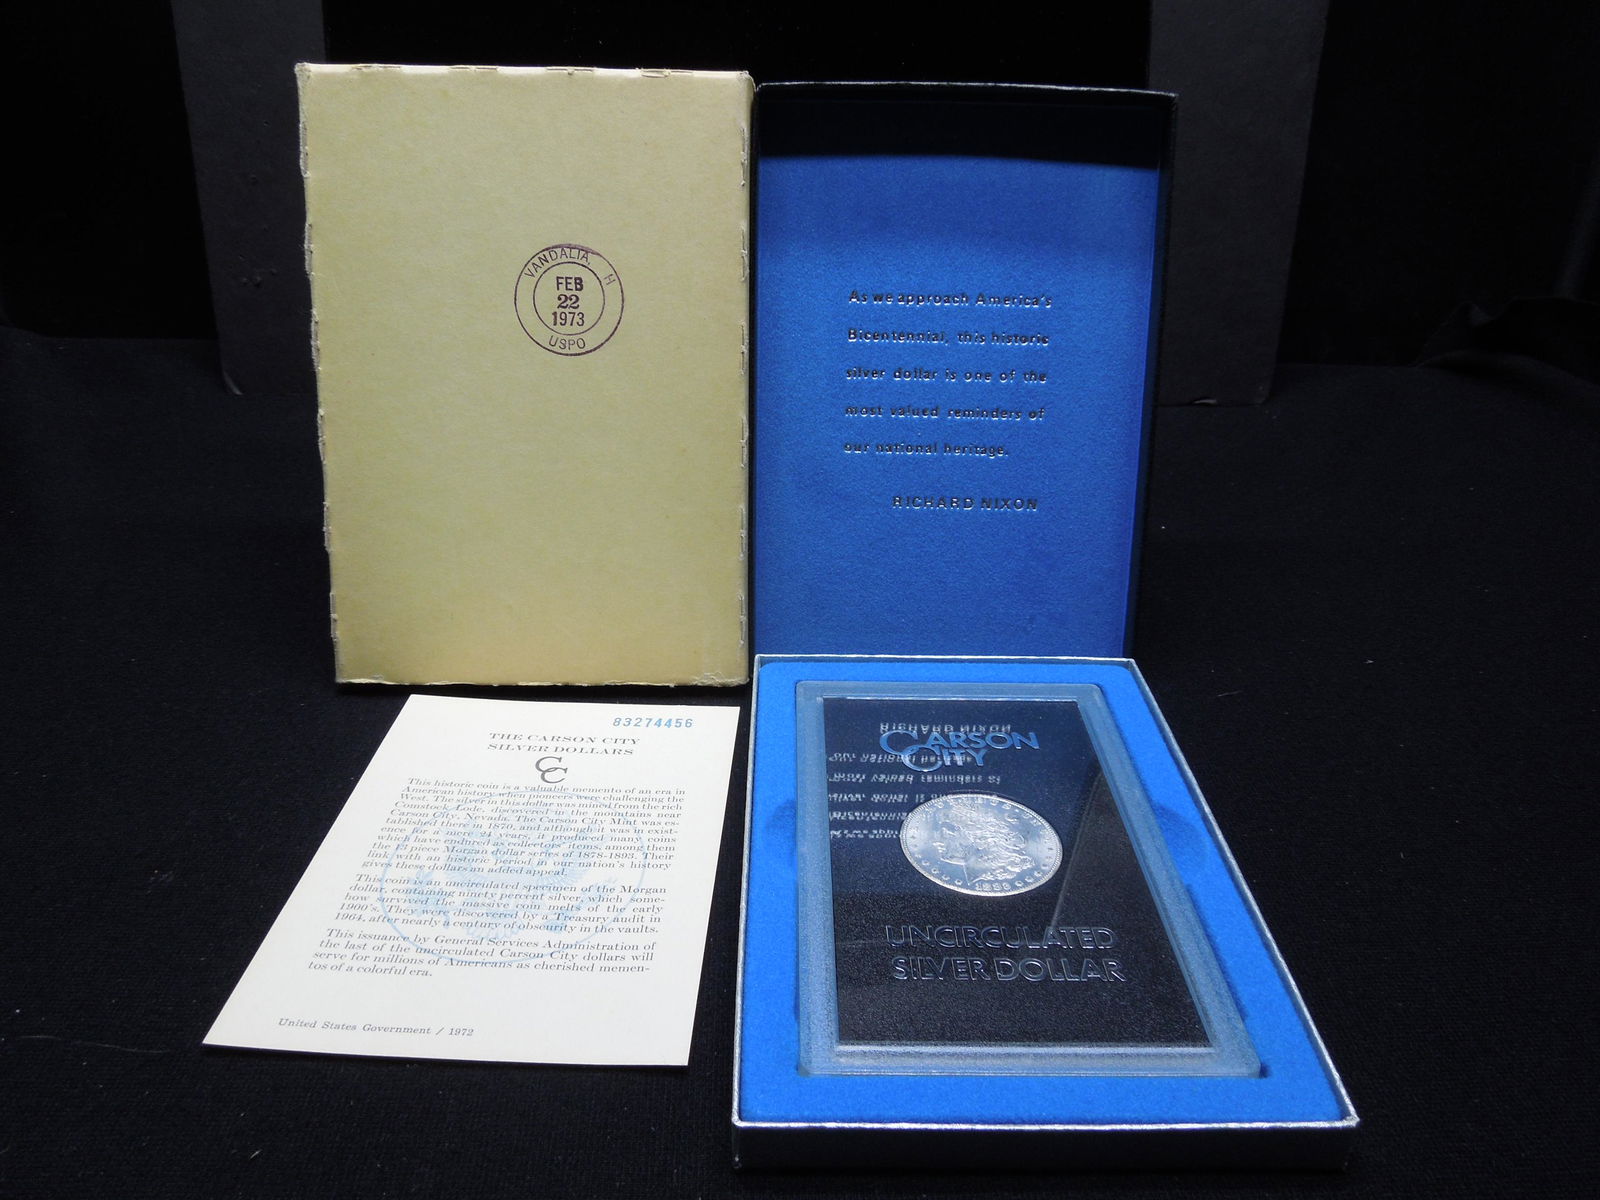 VANDALIA, H
FEB
22
1973
USPO
As we approach America's
Bicentennial, this historic
silver dollar is one of the
most valued reminders of
our national heritage.
RICHARD NIXON
83274456
THE CARSON CITY
SILVER DOLLARS
CC
This historic coin is a valuable memento of an era in
American history when pioneers were challenging the
West. The silver in this dollar was mined from the rich
Comstock Lode, discovered in the mountains near
Carson City, Nevada. The Carson City Mint was es-
tablished there in 1870, and although it was in exist-
ence for a mere 24 years, it produced many coins
which have endured as collectors' items, among them
the 13 piece Morgan dollar series of 1878-1893. Their
link with an historic period in our nation's history
gives these dollars an added appeal.
This coin is an uncirculated specimen of the Morgan
dollar, containing ninety percent silver, which some-
how survived the massive coin melts of the early
1900's. They were discovered by a Treasury audit in
1964, after nearly a century of obscurity in the vaults.
This issuance by General Services Administration of
the last of the uncirculated Carson City dollars will
serve for millions of Americans as cherished memen-
tos of a colorful era.
United States Government / 1972
CARSON
CITY
UNCIRCULATED
SILVER DOLLAR